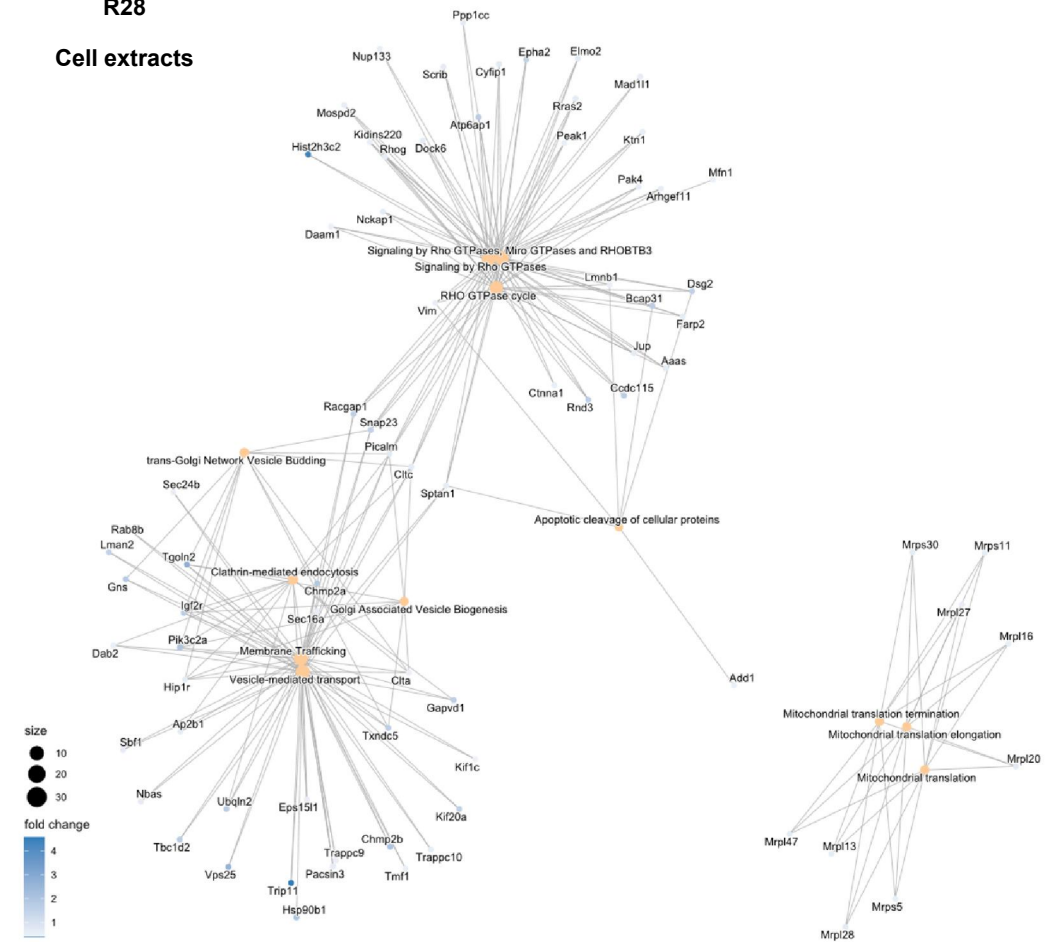 R28
Cell extracts
Ppp1cc
Nup133
Scrib
Cyfip1
Epha2
Elmo2
Mad1l1
Mospd2
Atp6ap1
Rras2
Kidins220
Rhog
Dock6
Peak1
Ktn1
Hist2h3c2
Pak4
Mfn1
Arhgef11
Nckap1
Daam1
Signaling by Rho GTPases, Miro GTPases and RHOBTB3
Signaling by Rho GTPases
Lmnb1
Dsg2
RHO GTPase cycle
Bcap31
Vim
Farp2
Jup
Aaas
Ctnna1
Ccdc115
Rnd3
Racgap1
Snap23
Picalm
trans-Golgi Network Vesicle Budding
Cltc
Sec24b
Sptan1
Apoptotic cleavage of cellular proteins
Rab8b
Lman2
Tgoln2
Clathrin-mediated endocytosis
Gns
Chmp2a
Igf2r
Golgi Associated Vesicle Biogenesis
Sec16a
Pik3c2a
Dab2
Membrane Trafficking
Vesicle-mediated transport
Clta
Hip1r
Add1
Gapvd1
Ap2b1
Txndc5
Sbf1
Kif1c
Nbas
Ubqln2
Eps15l1
Kif20a
Tbc1d2
Chmp2b
Trappc9
Trappc10
Vps25
Pacsin3
Tmf1
Trip11
Hsp90b1
Mrps30
Mrps11
Mrpl27
Mrpl16
Mitochondrial translation termination
Mitochondrial translation elongation
Mrpl20
Mitochondrial translation
Mrpl47
Mrpl13
Mrps5
Mrpl28
size
10
20
30
fold change
4
3
2
1